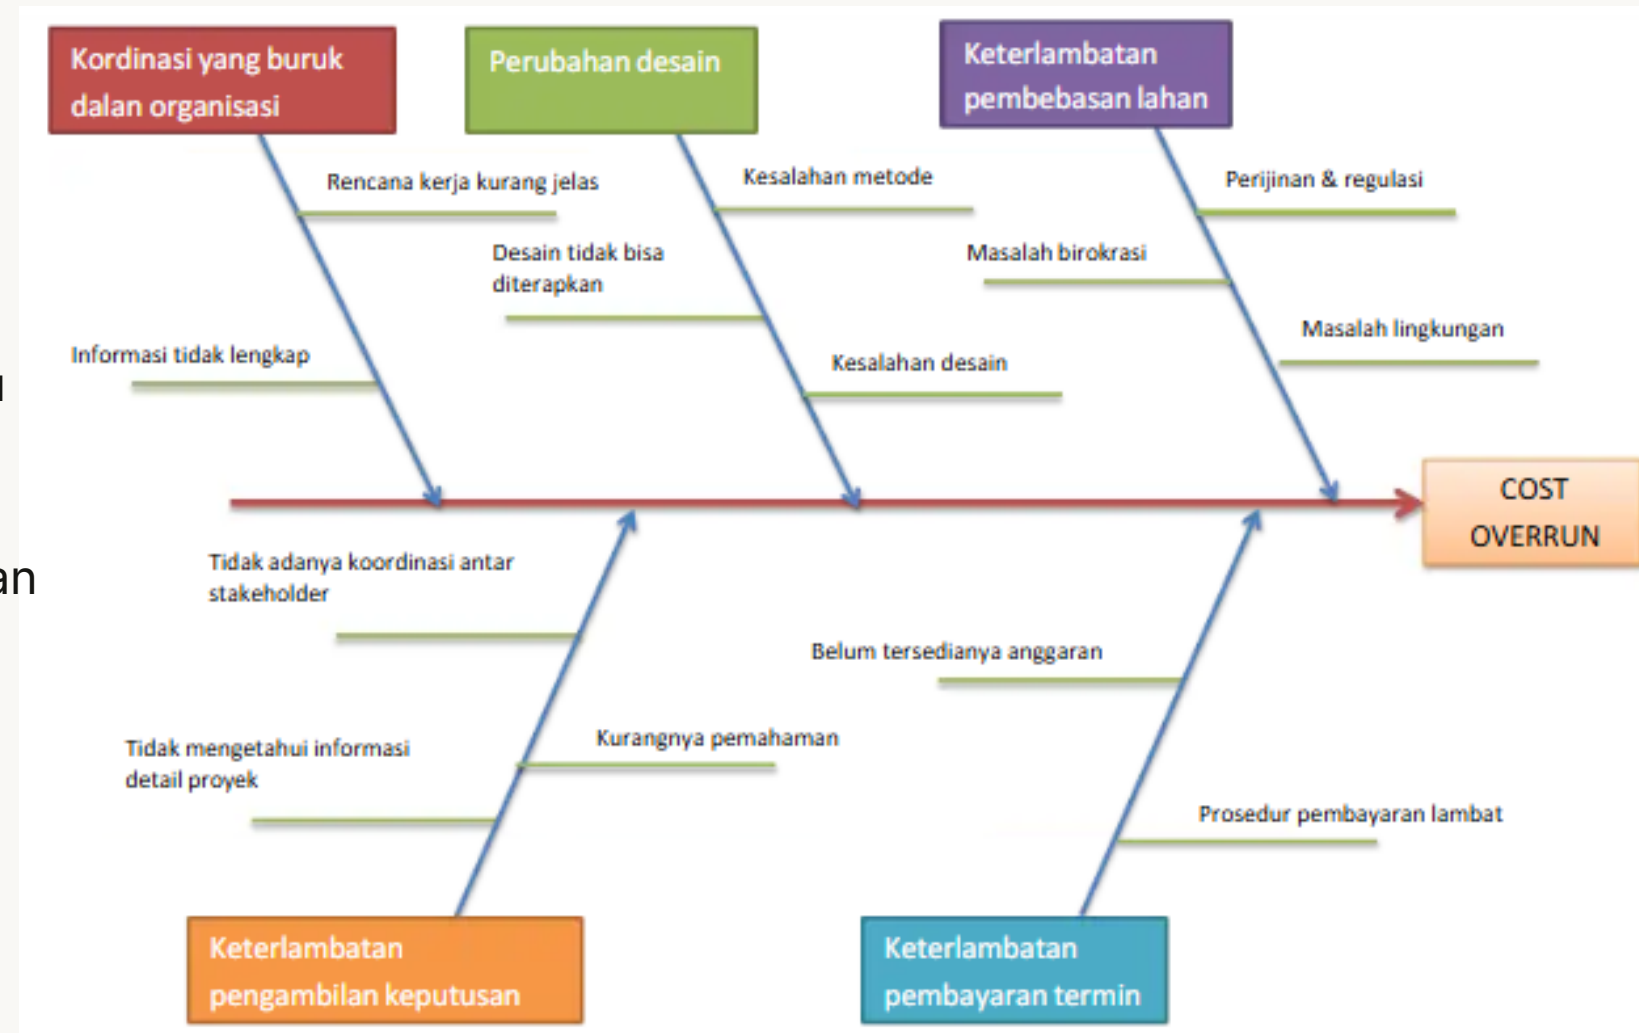 Kordinasi yang buruk
dalan organisasi
Perubahan desain
Keterlambatan
pembebasan lahan
Rencana kerja kurang jelas
Kesalahan metode
Perijinan & regulasi
Desain tidak bisa
diterapkan
Masalah birokrasi
Masalah lingkungan
Informasi tidak lengkap
Kesalahan desain
COST
OVERRUN
Tidak adanya koordinasi antar
stakeholder
an
Belum tersedianya anggaran
Tidak mengetahui informasi
detail proyek
Kurangnya pemahaman
Prosedur pembayaran lambat
Keterlambatan
pengambilan keputusan
Keterlambatan
pembayaran termin